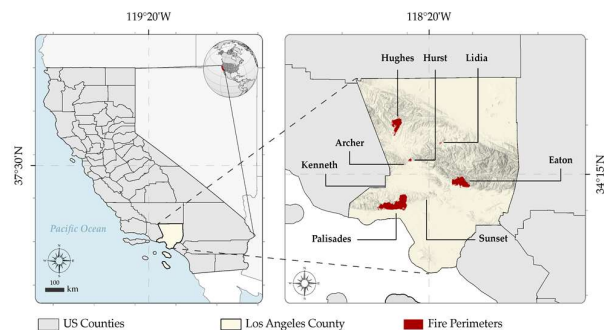 119°20'
118°20'
Hughes
Hurst
Lidia
Archer
Kenneth
Eaton
37°30'
34°15'
Pacific Ocean
Palisades
Sunset
100
km
US Counties
Los Angeles County
Fire Perimeters